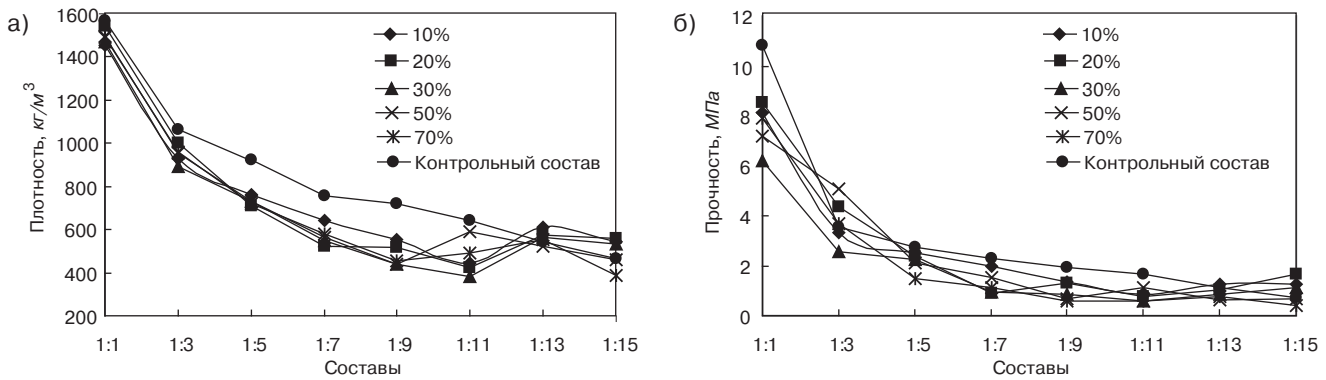 а)
Плотность, кг/м³
1600
1400
1200
1000
800
600
400
200
10%
20%
30%
50%
70%
Контрольный состав
1:1 1:3 1:5 1:7 1:9 1:11 1:13 1:15
Составы
б)
Прочность, МПа
12
10
8
6
4
2
0
10%
20%
30%
50%
70%
Контрольный состав
1:1 1:3 1:5 1:7 1:9 1:11 1:13 1:15
Составы